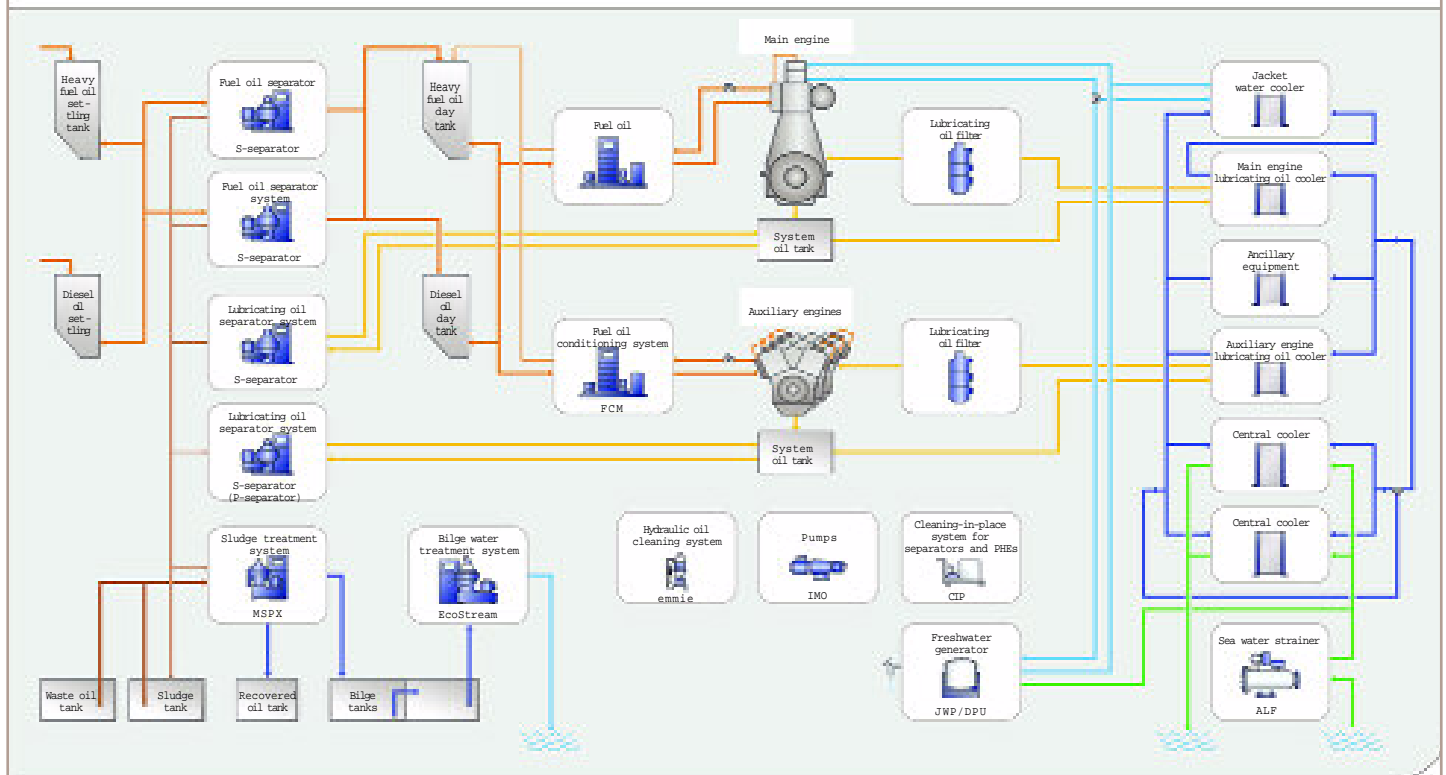 Main engine
Heavy
fuel oil
set-
tling
tank
Fuel oil separator
S-separator
Heavy
fuel oil
day
tank
Fuel oil
Lubricating
oil filter
Jacket
water cooler
Fuel oil separator
system
S-separator
Main engine
lubricating oil cooler
System
oil tank
Ancillary
equipment
Diesel
oil
set-
tling
Lubricating oil
separator system
S-separator
Diesel
oil
day
tank
Fuel oil
conditioning system
FCM
Auxiliary engines
Lubricating
oil filter
Auxiliary engine
lubricating oil cooler
Lubricating oil
separator system
S-separator
(P-separator)
System
oil tank
Central cooler
Sludge treatment
system
MSPX
Bilge water
treatment system
EcoStream
Hydraulic oil
cleaning system
emmie
Pumps
IMO
Cleaning-in-place
system for
separators and PHEs
CIP
Central cooler
Waste oil
tank
Sludge
tank
Recovered
oil tank
Bilge
tanks
Freshwater
generator
JWP/DPU
Sea water strainer
ALF